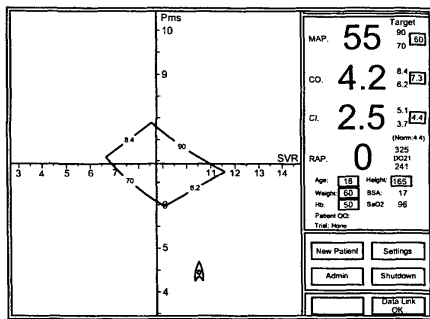 Pms
10
9
8.4
90
SVR
3 4 5 6 7 8 9 10 11 12 13 14
70
6.2
6
5
4
Target
MAP. 55 90 70 60
CO. 4.2 8.4 6.2 7.3
CI. 2.5 5.1 3.7 4.4
(Norm:4.4)
RAP. 0 325 DO21 241
Age: 18 Height: 165
Weight: 60 BSA: 17
Hb: 50 SaO2 96
Patient OO:
Trial: None
New Patient Settings
Admin Shutdown
Data Link
OK